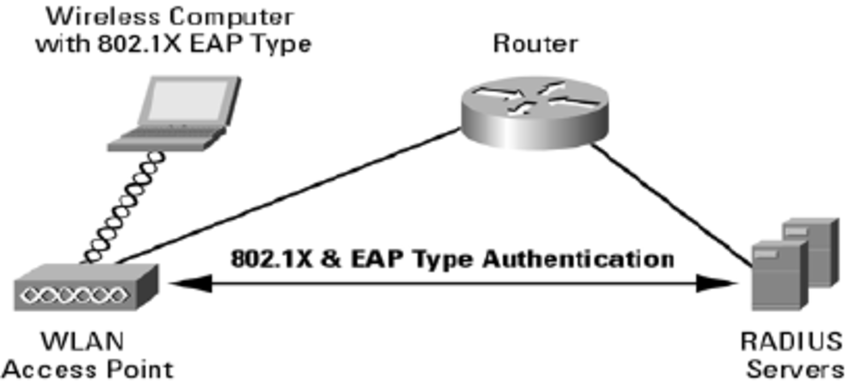 Wireless Computer
with 802.1X EAP Type
Router
802.1X & EAP Type Authentication
WLAN
Access Point
RADIUS
Servers